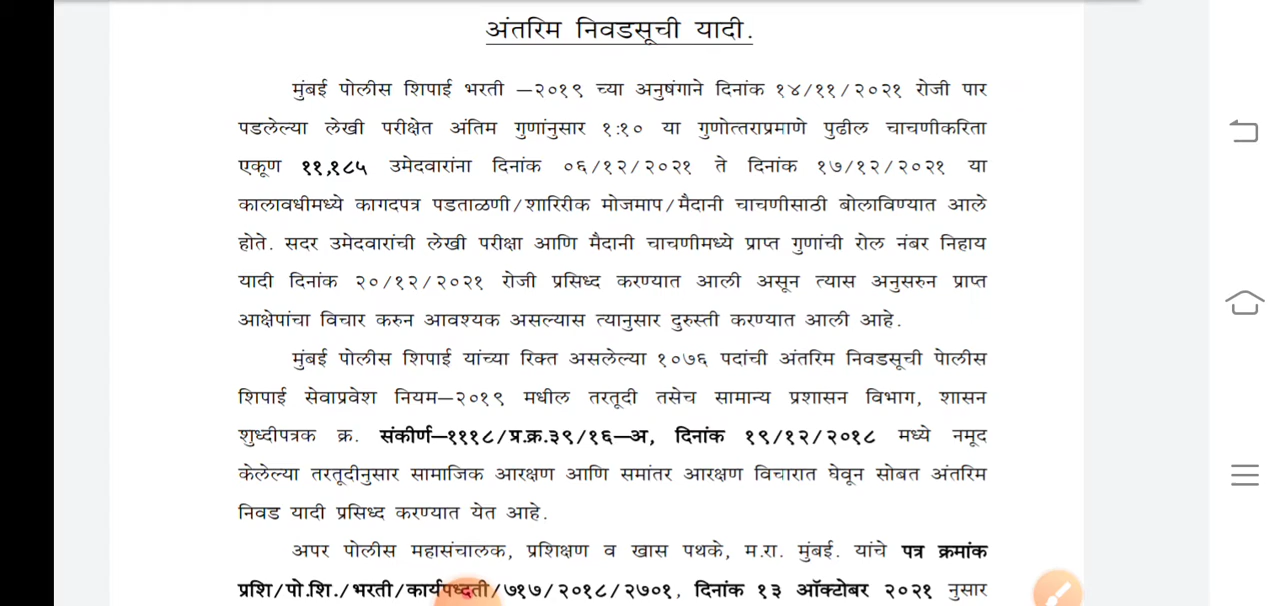 अंतरिम निवडसूची यादी.
मुंबई पोलीस शिपाई भरती –२०१९ च्या अनुषंगाने दिनांक १४/११/२०२१ रोजी पार
पडलेल्या लेखी परीक्षेत अंतिम गुणांनुसार १:१० या गुणोत्तराप्रमाणे पुढील चाचणीकरिता
एकूण ११,१८५ उमेदवारांना दिनांक ०६/१२/२०२१ ते दिनांक १७/१२/२०२१ या
कालावधीमध्ये कागदपत्र पडताळणी/शारिरीक मोजमाप/मैदानी चाचणीसाठी बोलाविण्यात आले
होते. सदर उमेदवारांची लेखी परीक्षा आणि मैदानी चाचणीमध्ये प्राप्त गुणांची रोल नंबर निहाय
यादी दिनांक २०/१२/२०२१ रोजी प्रसिध्द करण्यात आली असून त्यास अनुसरुन प्राप्त
आक्षेपांचा विचार करुन आवश्यक असल्यास त्यानुसार दुरुस्ती करण्यात आली आहे.
मुंबई पोलीस शिपाई यांच्या रिक्त असलेल्या १०७६ पदांची अंतरिम निवडसूची पेालीस
शिपाई सेवाप्रवेश नियम–२०१९ मधील तरतूदी तसेच सामान्य प्रशासन विभाग, शासन
शुध्दीपत्रक क्र. संकीर्ण–१११८/प्र.क्र.३९/१६–अ, दिनांक १९/१२/२०१८ मध्ये नमूद
केलेल्या तरतूदीनुसार सामाजिक आरक्षण आणि समांतर आरक्षण विचारात घेवून सोबत अंतरिम
निवड यादी प्रसिध्द करण्यात येत आहे.
अपर पोलीस महासंचालक, प्रशिक्षण व खास पथके, म.रा. मुंबई. यांचे पत्र क्रमांक
प्रशि/पो.शि./भरती/कार्यपध्दती/७१७/२०१८/२७०१, दिनांक १३ ऑक्टोबर २०२१ नुसार